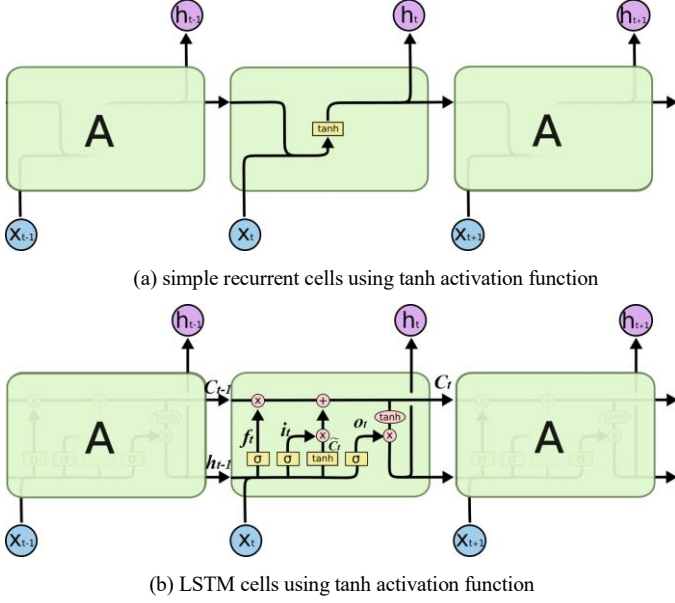 ht-1 ht ht+1
A tanh A
Xt-1 Xt Xt+1
(a) simple recurrent cells using tanh activation function
ht-1 ht ht+1
Ct-1 Ct
x + x + x +
tanh tanh tanh
A ft it x C̃t ot x A
σ σ tanh σ
ht-1
Xt-1 Xt Xt+1
(b) LSTM cells using tanh activation function